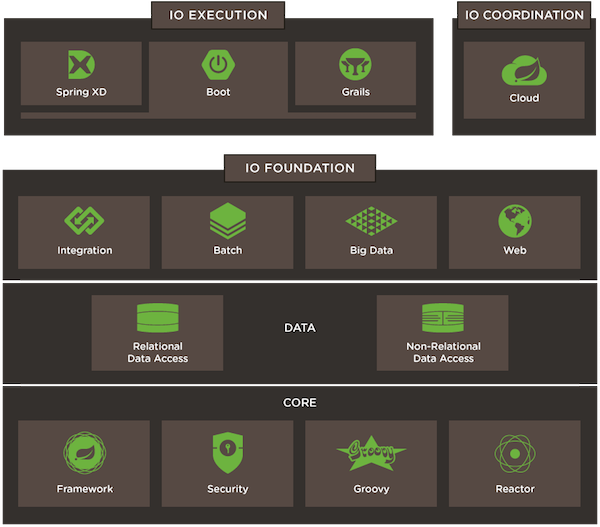 IO EXECUTION
IO COORDINATION
Spring XD
Boot
Grails
Cloud
IO FOUNDATION
Integration
Batch
Big Data
Web
DATA
Relational
Data Access
Non-Relational
Data Access
CORE
Framework
Security
Groovy
Groovy
Reactor